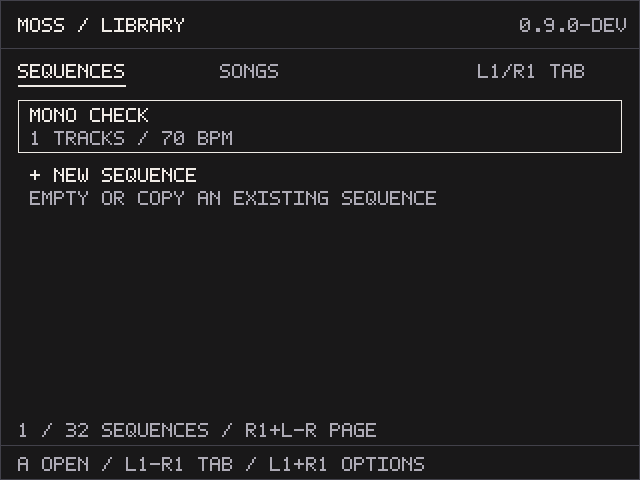 MOSS / LIBRARY 0.9.0-DEV
SEQUENCES SONGS L1/R1 TAB
MONO CHECK
1 TRACKS / 70 BPM
+ NEW SEQUENCE
EMPTY OR COPY AN EXISTING SEQUENCE
1 / 32 SEQUENCES / R1+L-R PAGE
A OPEN / L1-R1 TAB / L1+R1 OPTIONS